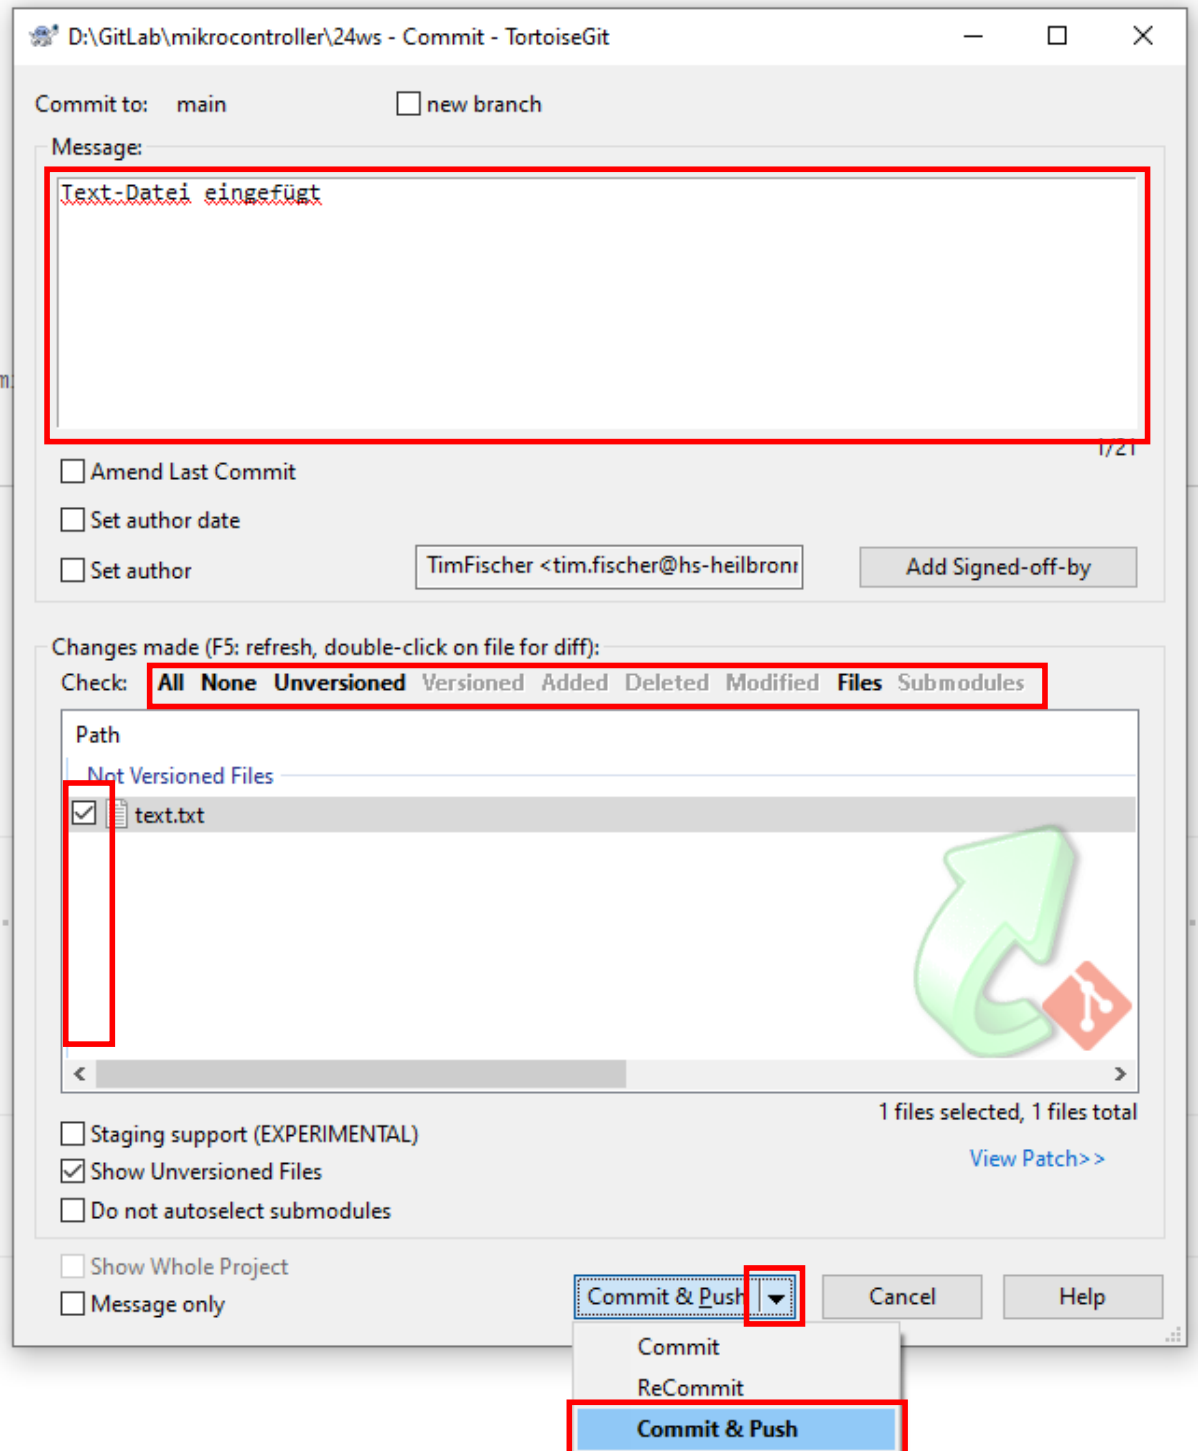 D:\GitLab\mikrocontroller\24ws - Commit - TortoiseGit
Commit to: main new branch
Message:
Text-Datei eingefügt
1/21
Amend Last Commit
Set author date
Set author TimFischer <tim.fischer@hs-heilbronn Add Signed-off-by
Changes made (F5: refresh, double-click on file for diff):
Check: All None Unversioned Versioned Added Deleted Modified Files Submodules
Path
Not Versioned Files
text.txt
1 files selected, 1 files total
Staging support (EXPERIMENTAL)
View Patch>>
Show Unversioned Files
Do not autoselect submodules
Show Whole Project
Message only
Commit & Push Cancel Help
Commit
ReCommit
Commit & Push